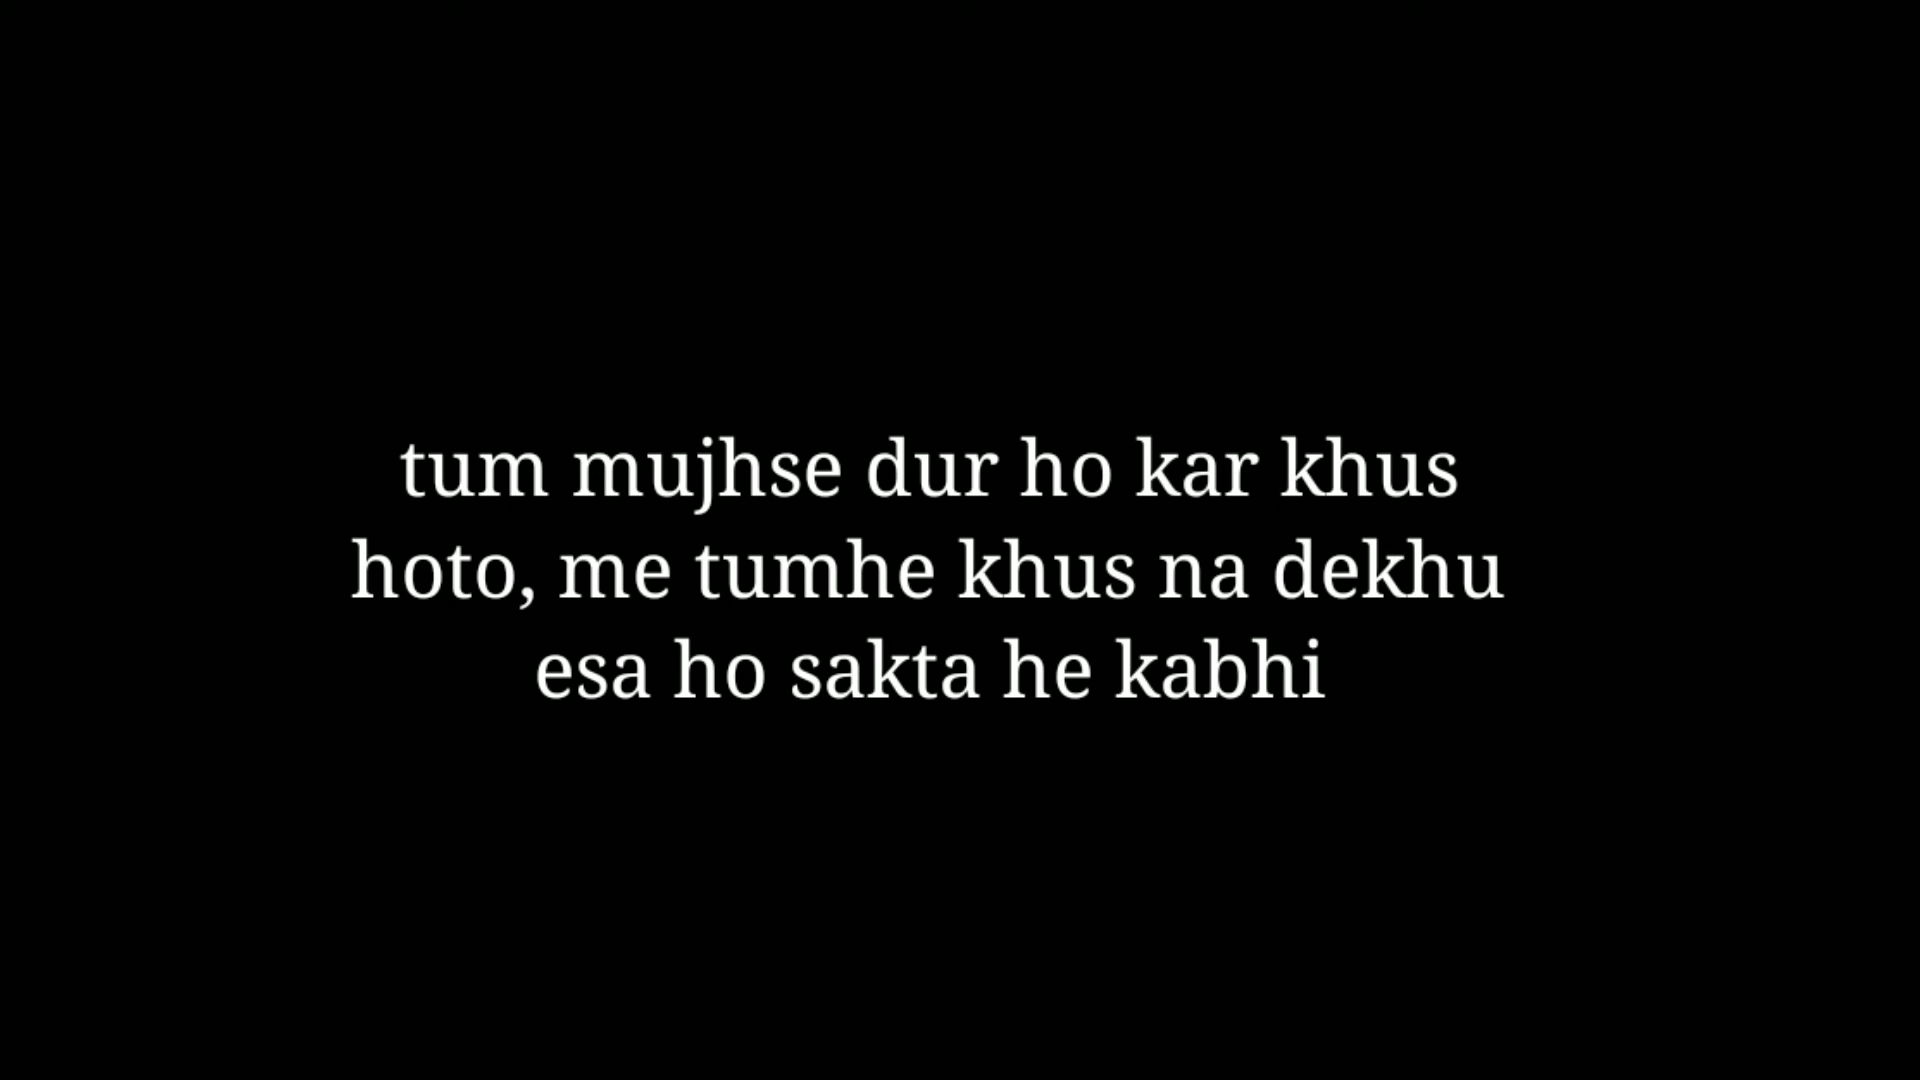 tum mujhse dur ho kar khus
hoto, me tumhe khus na dekhu
esa ho sakta he kabhi